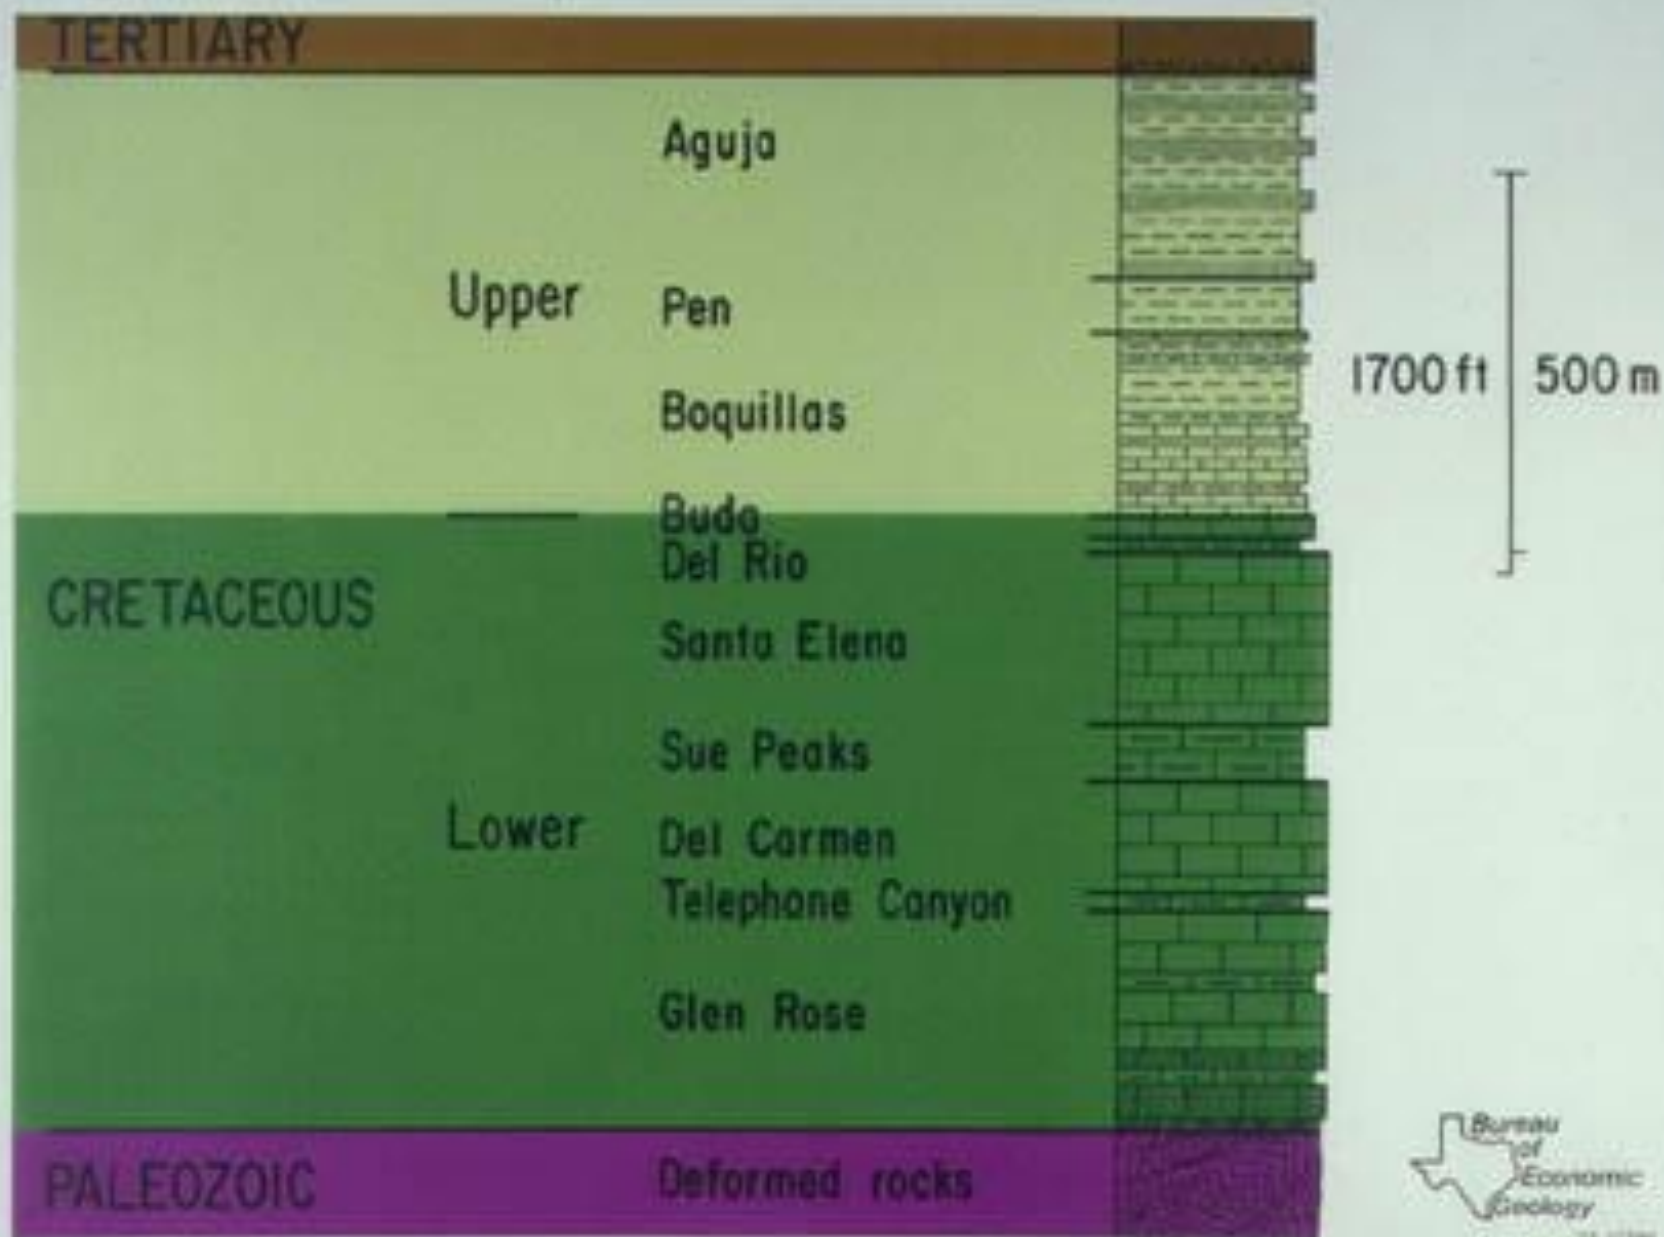 TERTIARY
Aguja
Upper
Pen
1700 ft
500 m
Boquillas
Buda
Del Rio
CRETACEOUS
Santa Elena
Sue Peaks
Lower
Del Carmen
Telephone Canyon
Glen Rose
Bureau
of
Economic
Geology
PALEOZOIC
Deformed rocks